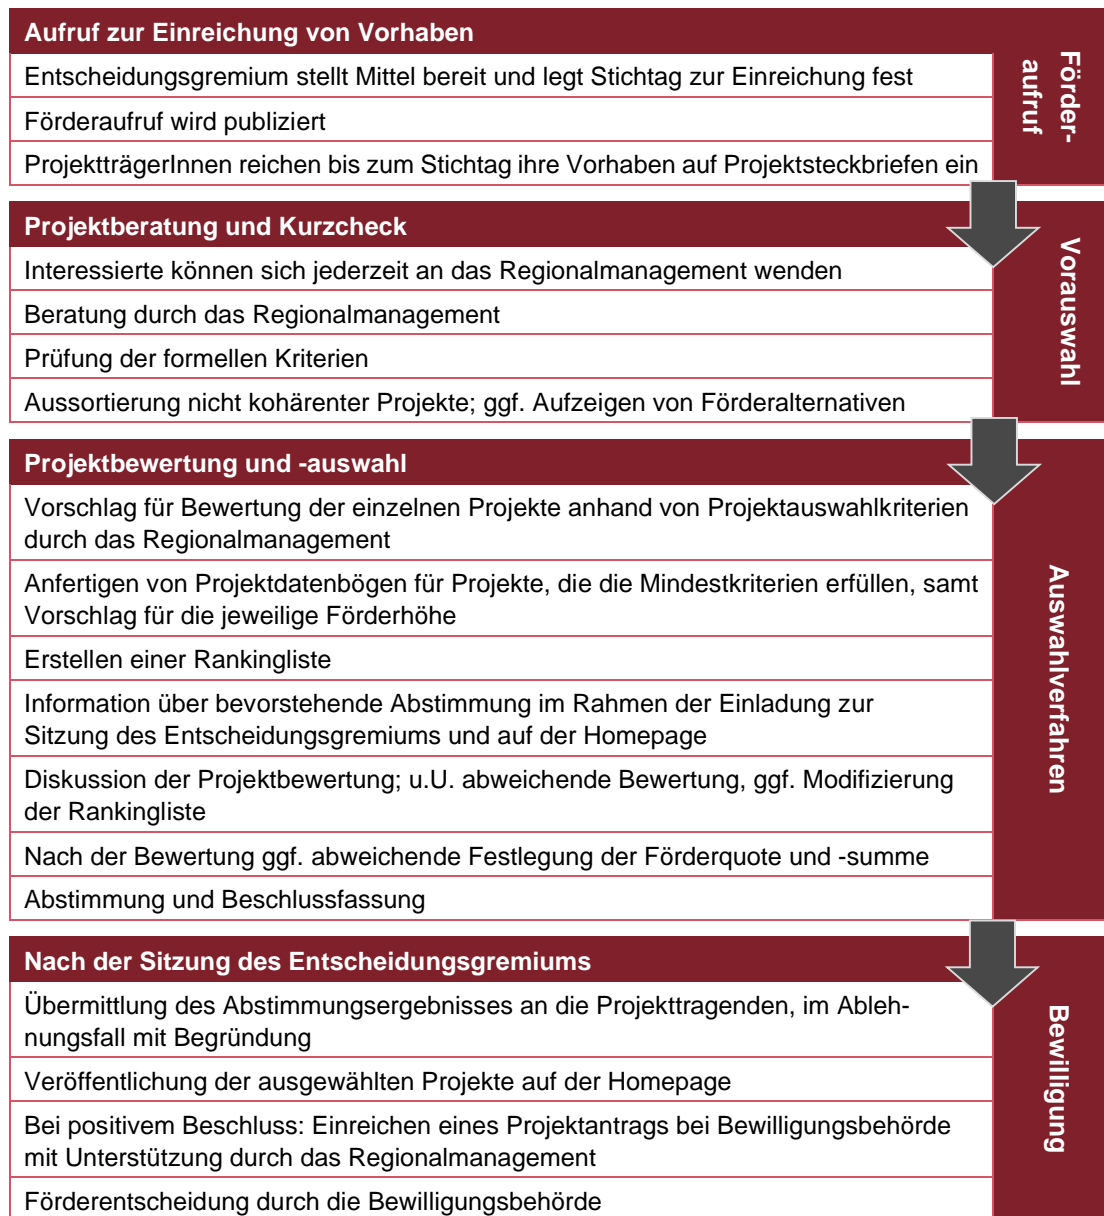 Aufruf zur Einreichung von Vorhaben
Entscheidungsgremium stellt Mittel bereit und legt Stichtag zur Einreichung fest
Förderaufruf wird publiziert
ProjektträgerInnen reichen bis zum Stichtag ihre Vorhaben auf Projektsteckbriefen ein
Förder-
aufruf
Projektberatung und Kurzcheck
Interessierte können sich jederzeit an das Regionalmanagement wenden
Beratung durch das Regionalmanagement
Prüfung der formellen Kriterien
Aussortierung nicht kohärenter Projekte; ggf. Aufzeigen von Förderalternativen
Vorauswahl
Projektbewertung und -auswahl
Vorschlag für Bewertung der einzelnen Projekte anhand von Projektauswahlkriterien
durch das Regionalmanagement
Anfertigen von Projektdatenbögen für Projekte, die die Mindestkriterien erfüllen, samt
Vorschlag für die jeweilige Förderhöhe
Erstellen einer Rankingliste
Information über bevorstehende Abstimmung im Rahmen der Einladung zur
Sitzung des Entscheidungsgremiums und auf der Homepage
Diskussion der Projektbewertung; u.U. abweichende Bewertung, ggf. Modifizierung
der Rankingliste
Nach der Bewertung ggf. abweichende Festlegung der Förderquote und -summe
Abstimmung und Beschlussfassung
Auswahlverfahren
Nach der Sitzung des Entscheidungsgremiums
Übermittlung des Abstimmungsergebnisses an die Projekttragenden, im Ableh-
nungsfall mit Begründung
Veröffentlichung der ausgewählten Projekte auf der Homepage
Bei positivem Beschluss: Einreichen eines Projektantrags bei Bewilligungsbehörde
mit Unterstützung durch das Regionalmanagement
Förderentscheidung durch die Bewilligungsbehörde
Bewilligung